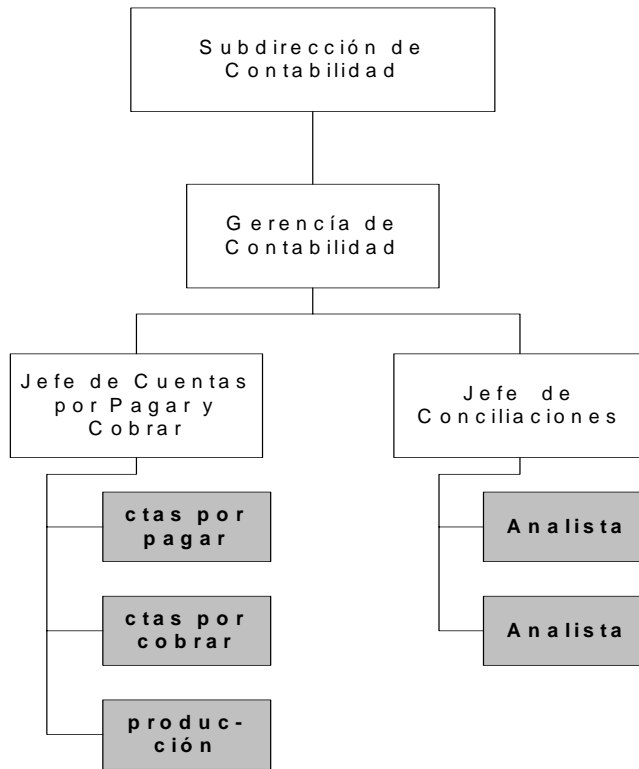 Subdirección de
Contabilidad
Gerencía de
Contabilidad
Jefe de Cuentas
por Pagar y
Cobrar
Jefe de
Conciliaciones
ctas por
pagar
Analista
ctas por
cobrar
Analista
produc-
ción